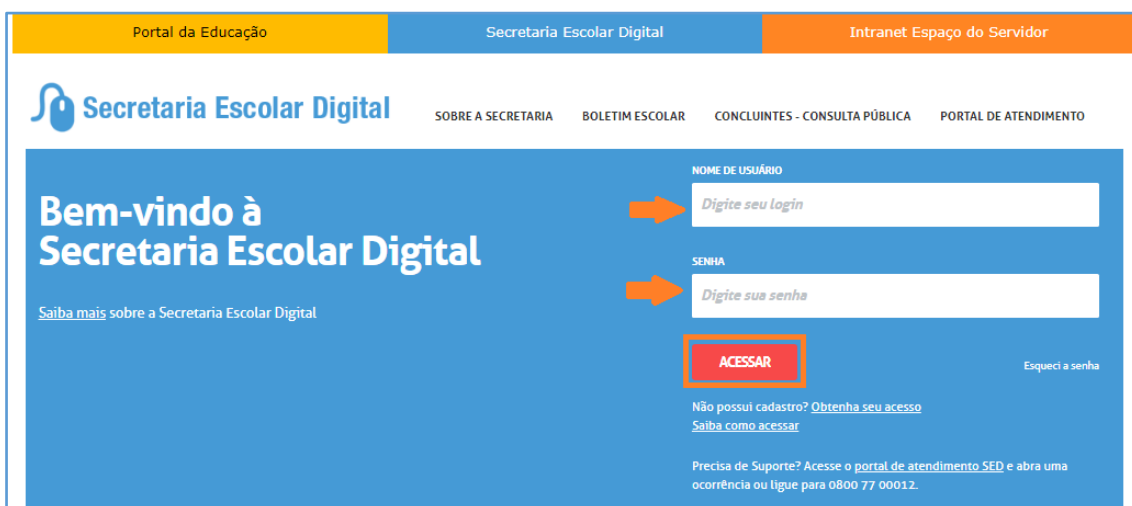 Portal da Educação
Secretaria Escolar Digital
Intranet Espaço do Servidor
Secretaria Escolar Digital
SOBRE A SECRETARIA
BOLETIM ESCOLAR
CONCLUINTES - CONSULTA PÚBLICA
PORTAL DE ATENDIMENTO
Bem-vindo à
Secretaria Escolar Digital
Saiba mais sobre a Secretaria Escolar Digital
NOME DE USUÁRIO
Digite seu login
SENHA
Digite sua senha
ACESSAR
Esqueci a senha
Não possui cadastro? Obtenha seu acesso
Saiba como acessar
Precisa de Suporte? Acesse o portal de atendimento SED e abra uma
ocorrência ou ligue para 0800 77 00012.